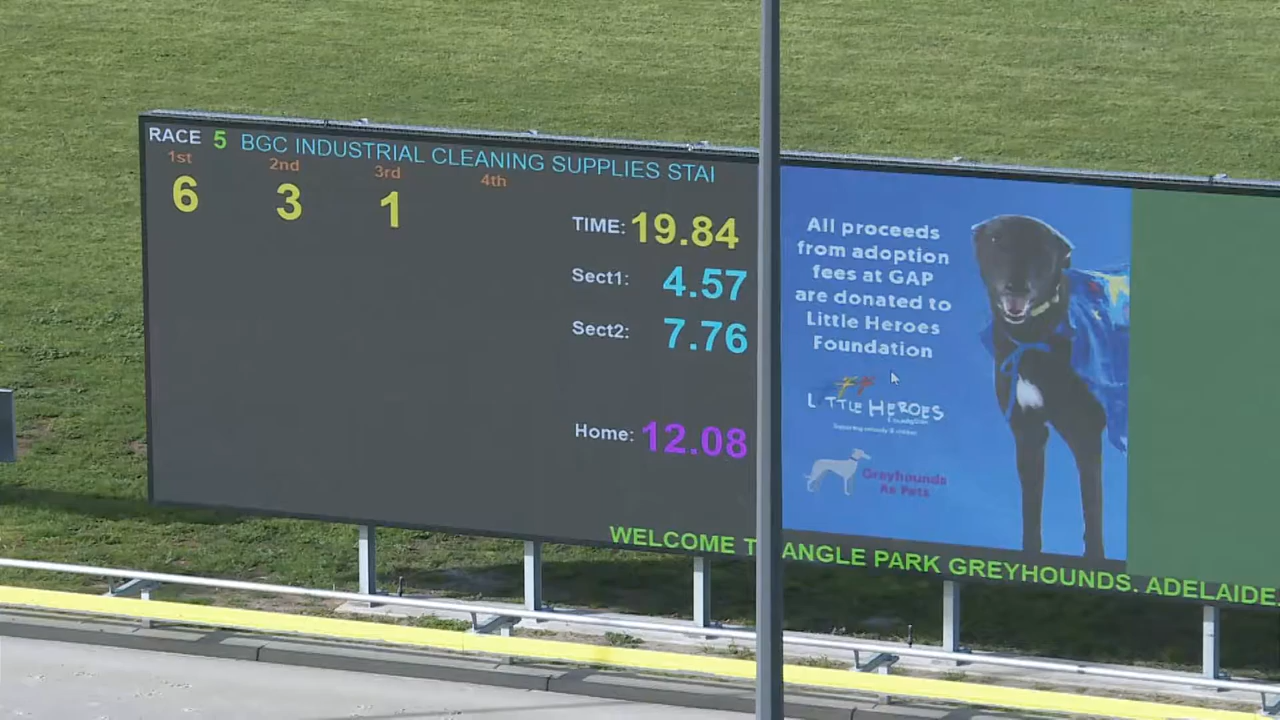 RACE 5 BGC INDUSTRIAL CLEANING SUPPLIES STAI
1st 2nd 3rd 4th
6 3 1
TIME: 19.84
Sect1: 4.57
Sect2: 7.76
Home: 12.08
All proceeds
from adoption
fees at GAP
are donated to
Little Heroes
Foundation
LITTLE HEROES
Foundation
Greyhounds
As Pets
WELCOME T ANGLE PARK GREYHOUNDS. ADELAIDE